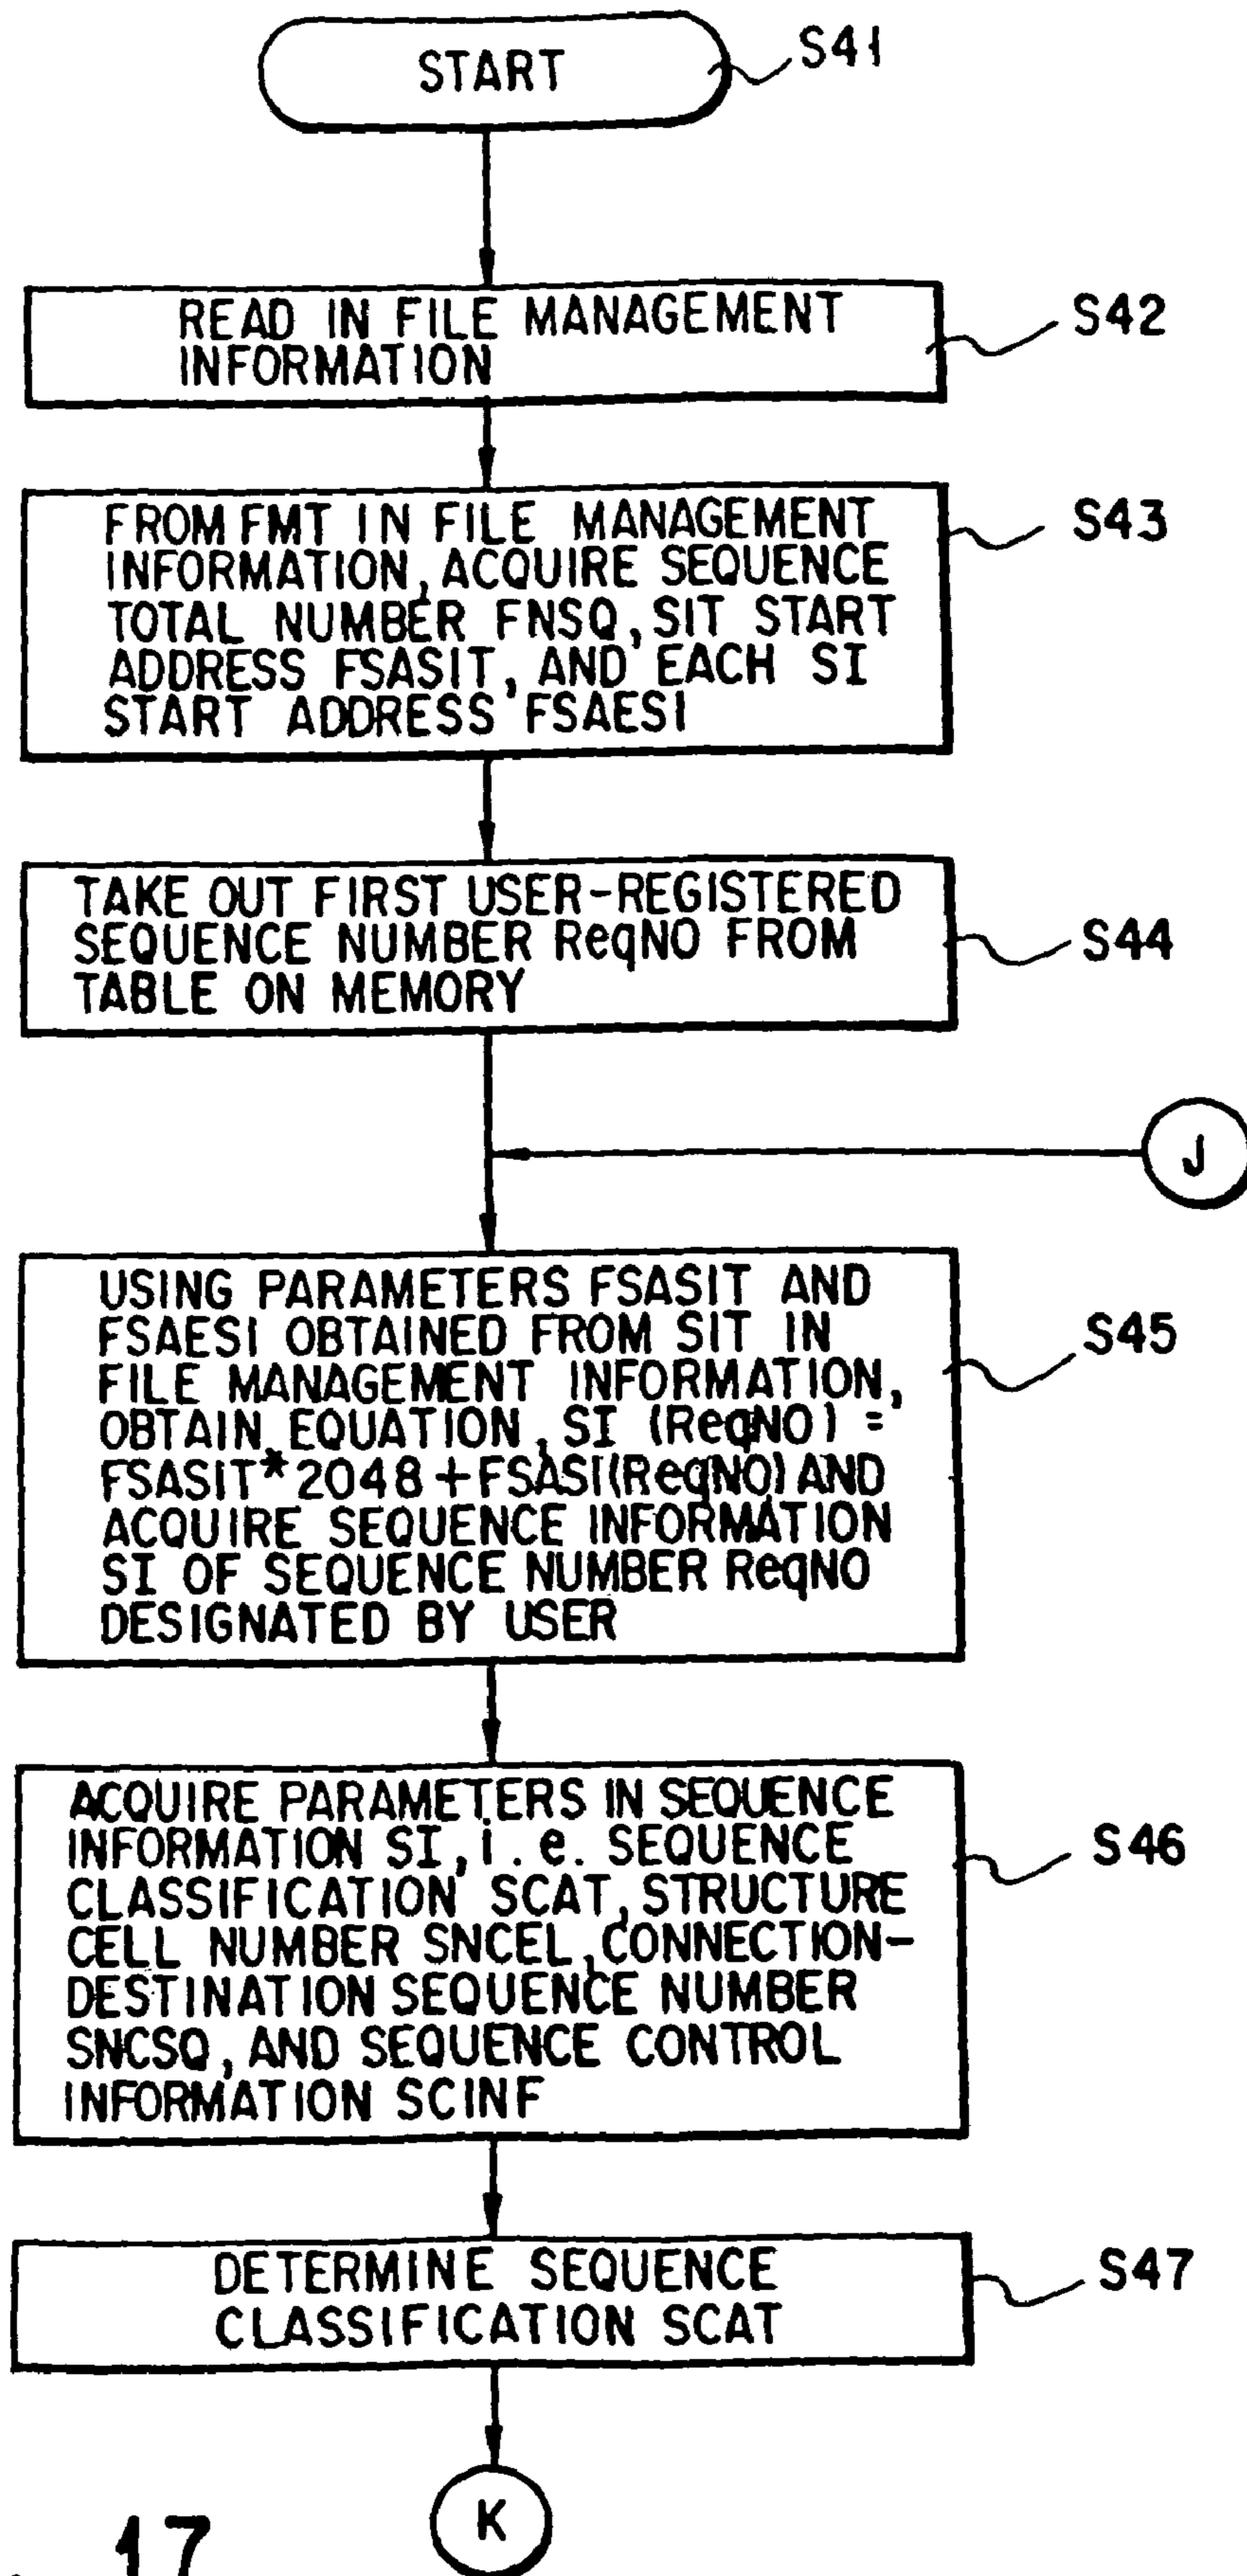 START
S41
READ IN FILE MANAGEMENT
INFORMATION
S42
FROM FMT IN FILE MANAGEMENT
INFORMATION, ACQUIRE SEQUENCE
TOTAL NUMBER FNSQ, SIT START
ADDRESS FSASIT, AND EACH SI
START ADDRESS FSAESI
S43
TAKE OUT FIRST USER-REGISTERED
SEQUENCE NUMBER ReqNO FROM
TABLE ON MEMORY
S44
J
USING PARAMETERS FSASIT AND
FSAESI OBTAINED FROM SIT IN
FILE MANAGEMENT INFORMATION,
OBTAIN EQUATION, SI (ReqNO) =
FSASIT*2048+FSASI(ReqNO) AND
ACQUIRE SEQUENCE INFORMATION
SI OF SEQUENCE NUMBER ReqNO
DESIGNATED BY USER
S45
ACQUIRE PARAMETERS IN SEQUENCE
INFORMATION SI, i.e. SEQUENCE
CLASSIFICATION SCAT, STRUCTURE
CELL NUMBER SNCEL, CONNECTION-
DESTINATION SEQUENCE NUMBER
SNCSQ, AND SEQUENCE CONTROL
INFORMATION SCINF
S46
DETERMINE SEQUENCE
CLASSIFICATION SCAT
S47
K
17